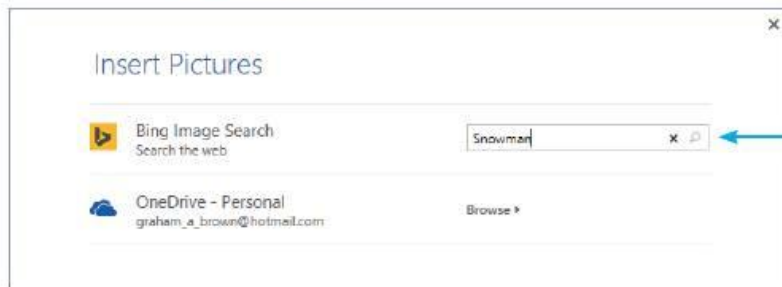 Insert Pictures
Bing Image Search
Search the web
Snowman
OneDrive - Personal
graham_a_brown@hotmail.com
Browse